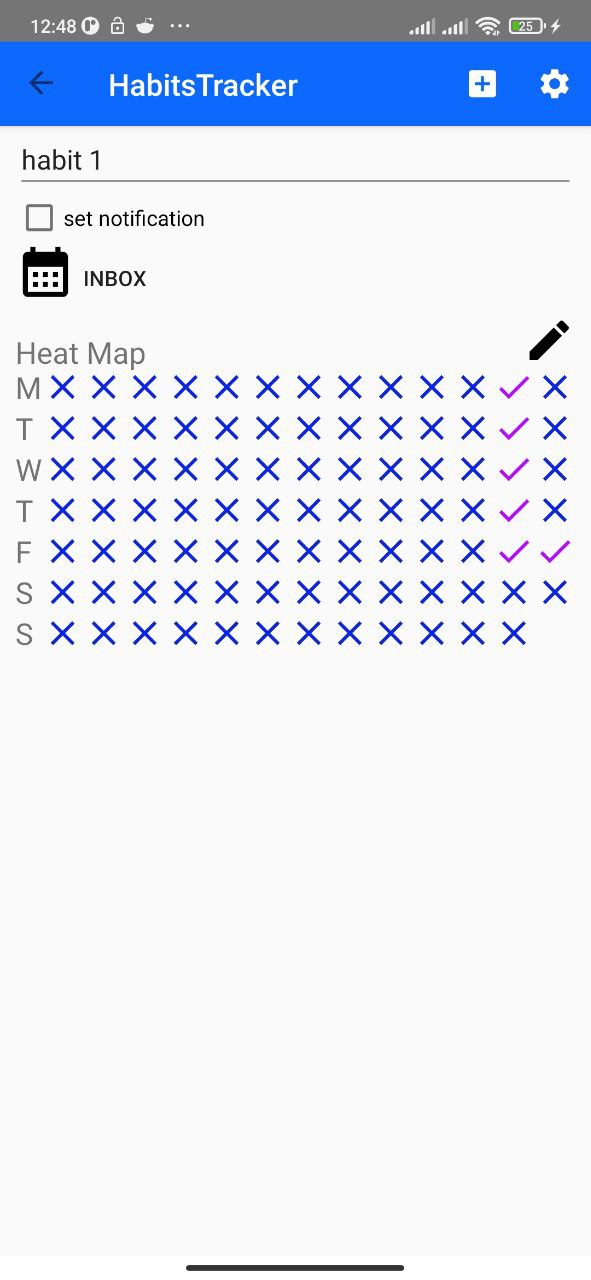 12:48
25
HabitsTracker
habit 1
set notification
INBOX
Heat Map
M
T
W
T
F
S
S